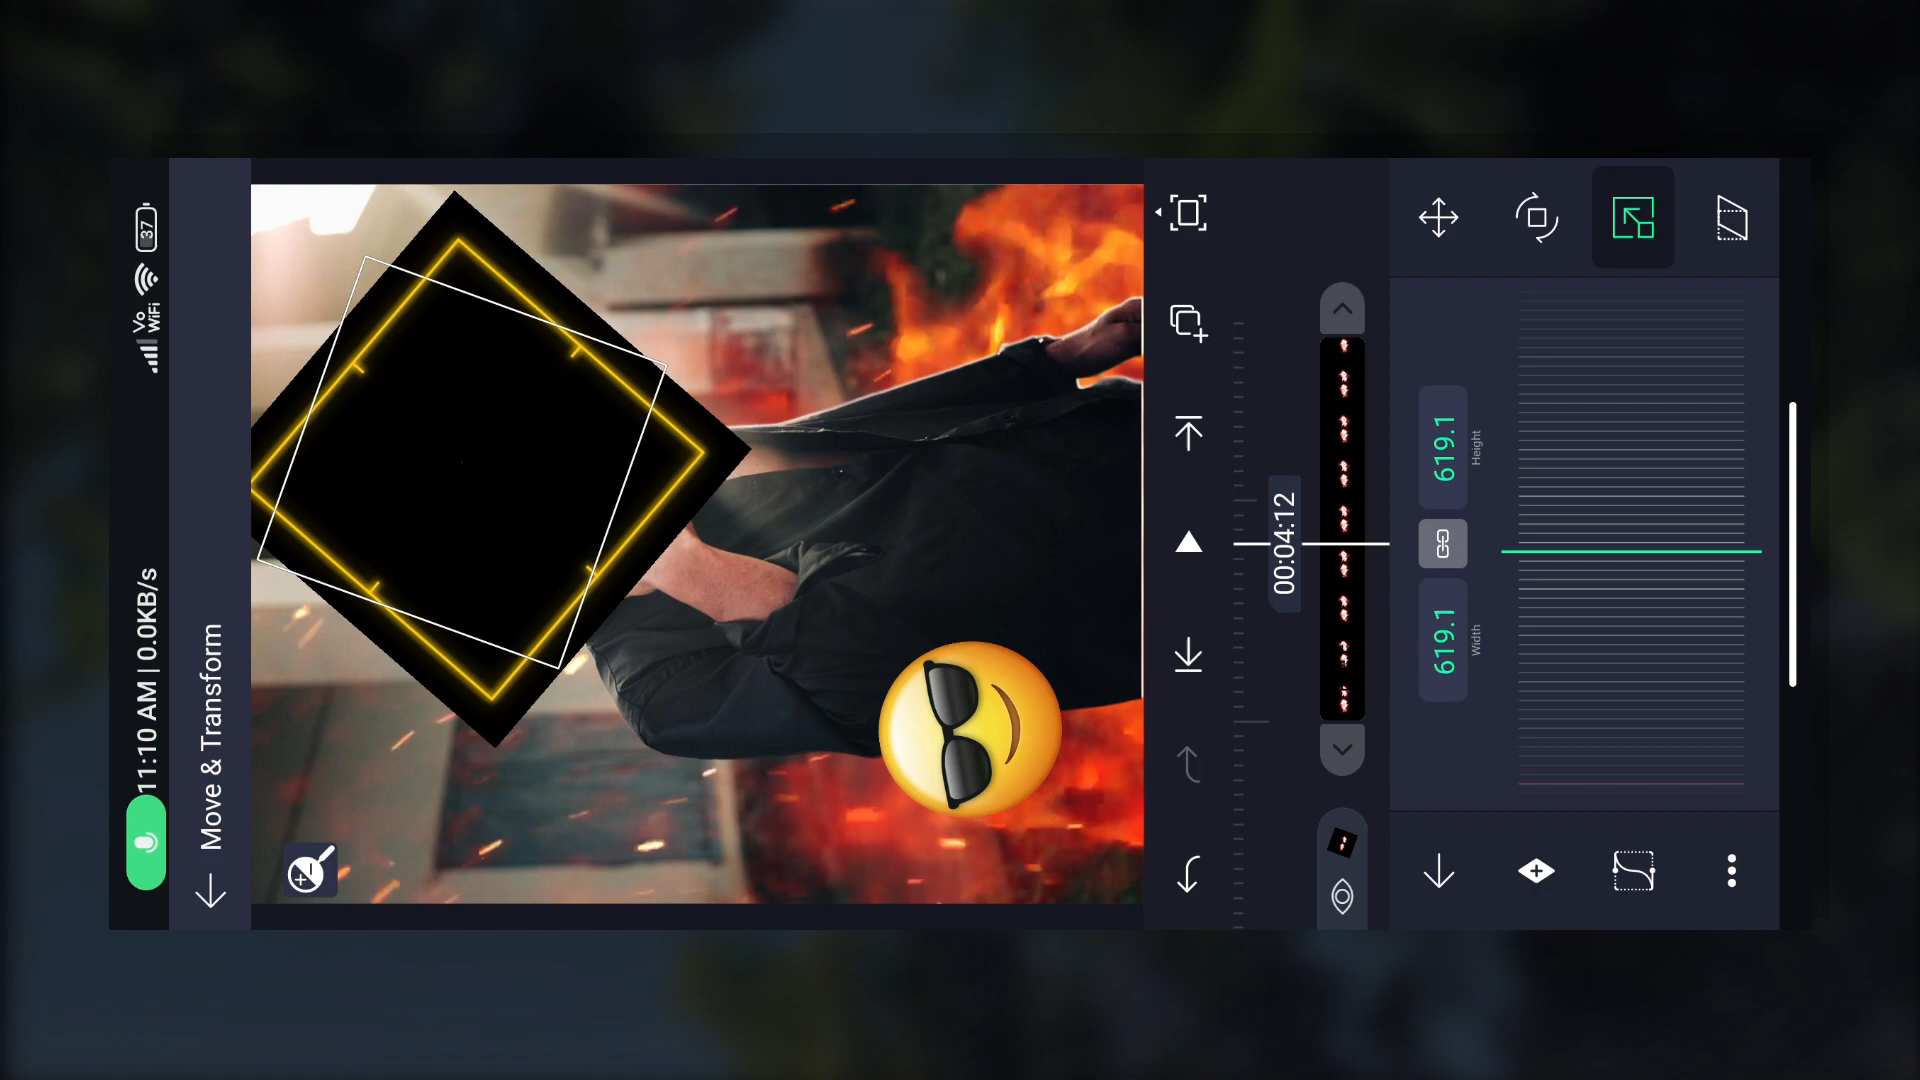 11:10 AM | 0.0KB/s
Vo
WiFi
37
Move & Transform
00:04:12
619.1
Width
619.1
Height